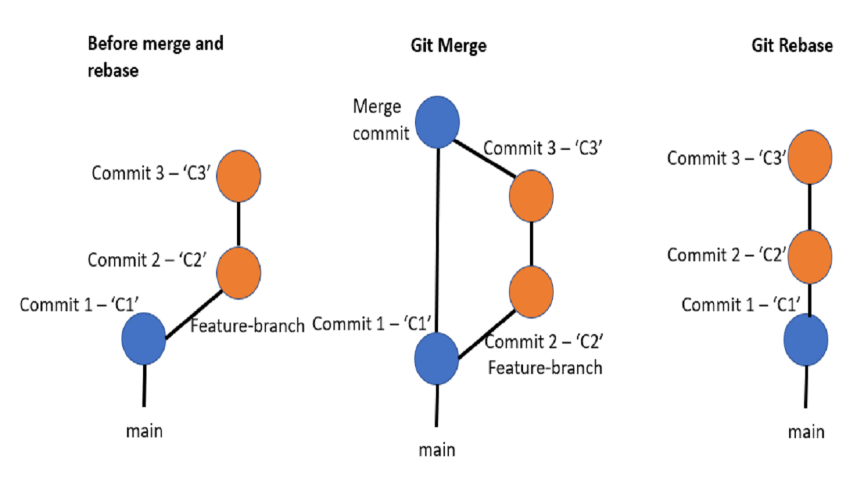 Before merge and
rebase
Commit 3 – ‘C3’
Commit 2 – ‘C2’
Commit 1 – ‘C1’
Feature-branch
main
Git Merge
Merge
commit
Commit 3 – ‘C3’
Commit 1 – ‘C1’
Commit 2 – ‘C2’
Feature-branch
main
Git Rebase
Commit 3 – ‘C3’
Commit 2 – ‘C2’
Commit 1 – ‘C1’
main